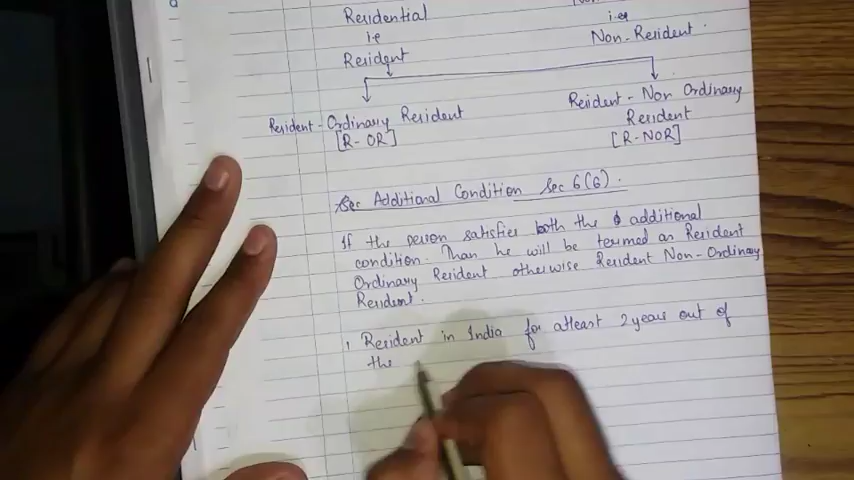 Residential
i.e
i.e
Resident
Non-Resident.
Resident - Ordinary Resident
[R-OR]
Resident - Non Ordinary
Resident
[R-NOR]
Sec Additional Condition Sec 6(6).
If the person satisfies both the additional
condition. Than he will be termed as Resident
Ordinary Resident otherwise Resident Non-Ordinary
Resident.
1 Resident in India for atleast 2 years out of
the